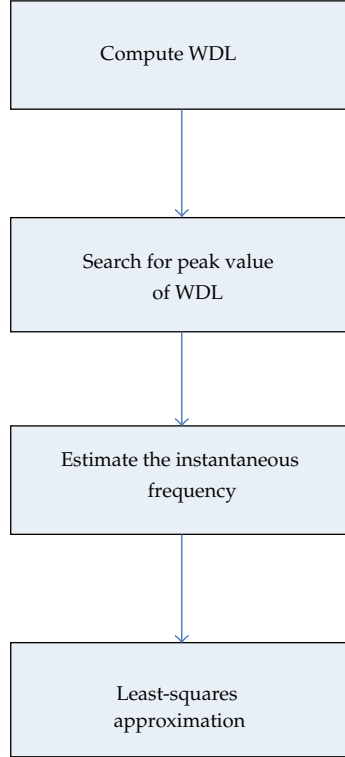 Compute WDL
Search for peak value
of WDL
Estimate the instantaneous
frequency
Least-squares
approximation